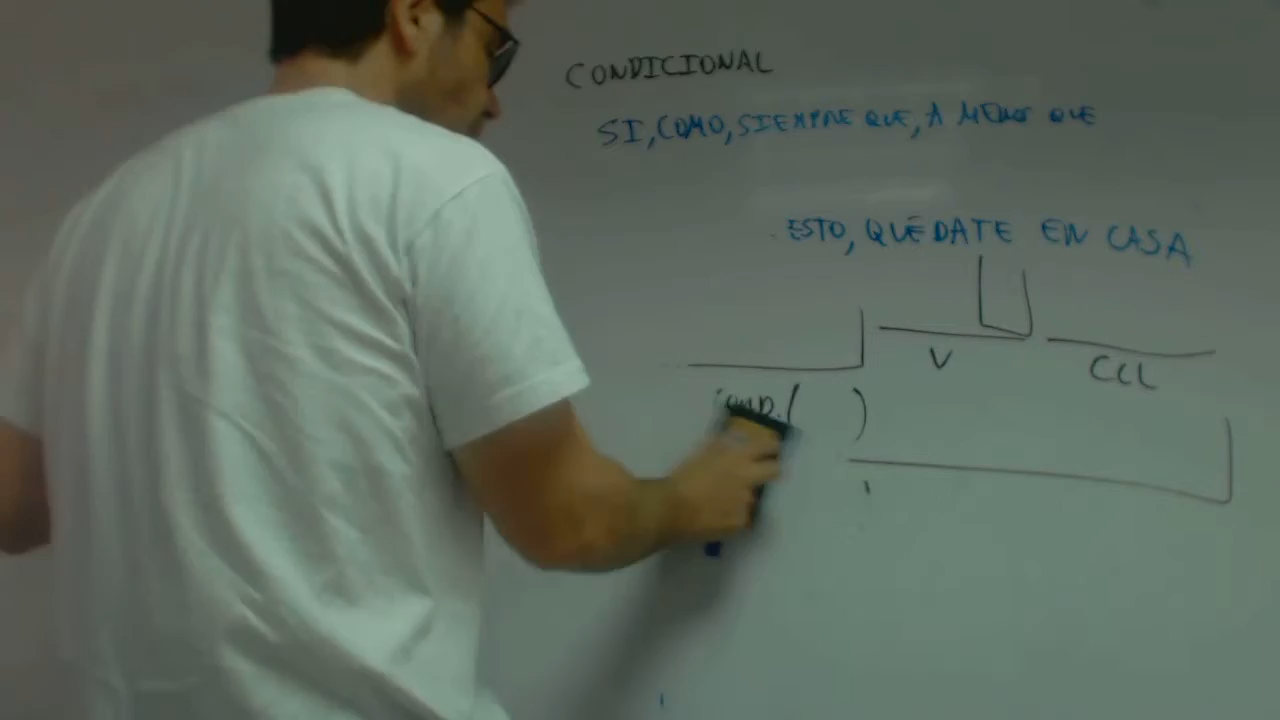 CONDICIONAL
SI, COMO, SIEMPRE QUE, A MENOS QUE
ESTO, QUÉDATE EN CASA
V
CCL